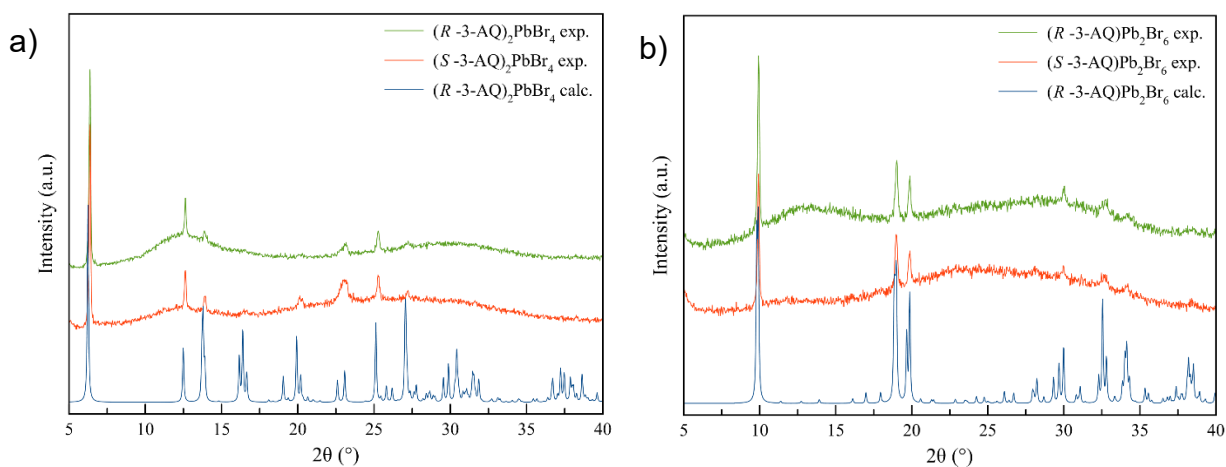 a)
(R -3-AQ)₂PbBr₄ exp.
(S -3-AQ)₂PbBr₄ exp.
(R -3-AQ)₂PbBr₄ calc.
Intensity (a.u.)
5 10 15 20 25 30 35 40
2θ (°)
b)
(R -3-AQ)Pb₂Br₆ exp.
(S -3-AQ)Pb₂Br₆ exp.
(R -3-AQ)Pb₂Br₆ calc.
Intensity (a.u.)
5 10 15 20 25 30 35 40
2θ (°)